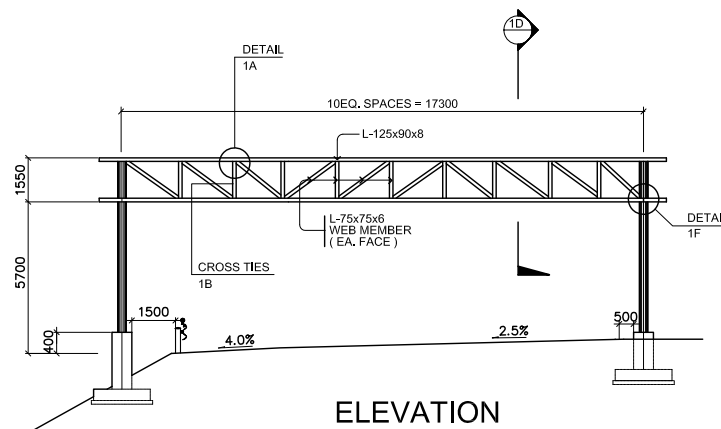 1D
DETAIL
1A
10EQ. SPACES = 17300
L-125x90x8
1550
L-75x75x6
WEB MEMBER
( EA. FACE )
DETAI
1F
5700
CROSS TIES
1B
1500
500
400
4.0%
2.5%
ELEVATION